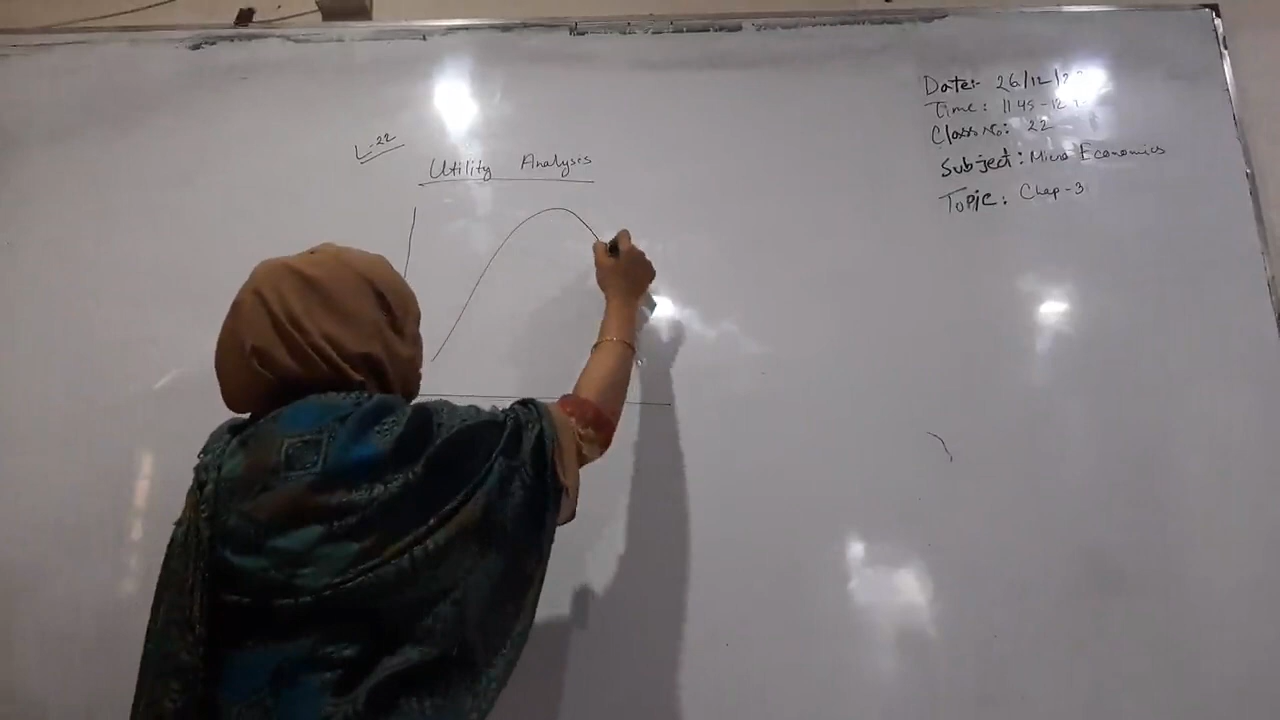 Date:- 26/12/
Time: 11 45 - 12
Class No: 22
Subject: Micro Economics
Topic: Chap-3
L-22
Utility Analysis